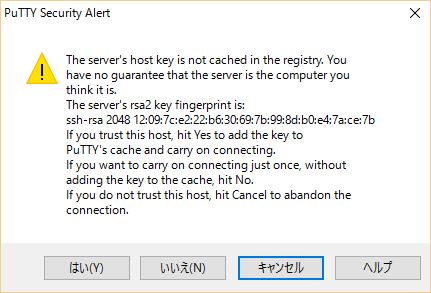 PuTTY Security Alert
The server's host key is not cached in the registry. You
have no guarantee that the server is the computer you
think it is.
The server's rsa2 key fingerprint is:
ssh-rsa 2048 12:09:7c:e2:22:b6:30:69:7b:99:8d:b0:e4:7a:ce:7b
If you trust this host, hit Yes to add the key to
PuTTY's cache and carry on connecting.
If you want to carry on connecting just once, without
adding the key to the cache, hit No.
If you do not trust this host, hit Cancel to abandon the
connection.
はい(Y) いいえ(N) キャンセル ヘルプ